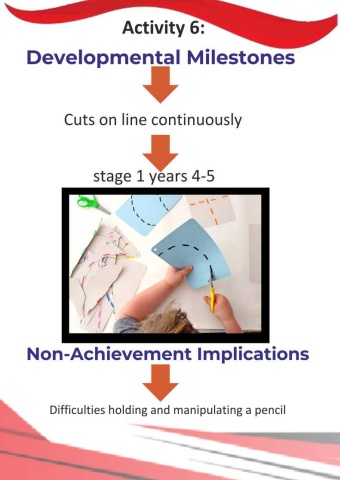 Activity 6:
Developmental Milestones
Cuts on line continuously
stage 1 years 4-5
Non-Achievement Implications
Difficulties holding and manipulating a pencil